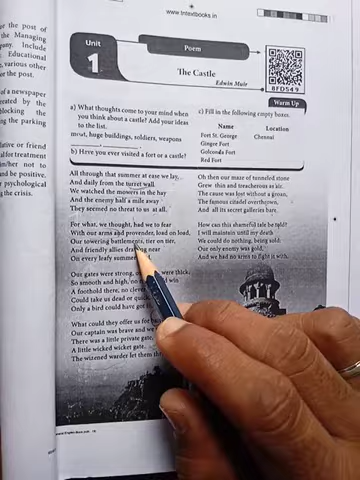 www.Tntextbooks.in
er the post of
the Managing
pany. Include
Educational
, various other
or the post.
of a newspaper
reated by the
blocking the
ng the parking
tative or friend
d for treatment
im/her not to
nd be positive.
r psychological
g the crisis.
Unit
1
Poem
The Castle
Edwin Muir
8FD549
Warm Up
a) What thoughts come to your mind when
you think about a castle? Add your ideas
to the list.
moat, huge buildings, soldiers, weapons
b) Have you ever visited a fort or a castle?
c) Fill in the following empty boxes.
Name Location
Fort St. George Chennai
Gingee Fort
Golconda Fort
Red Fort
All through that summer at ease we lay,
And daily from the turret wall
We watched the mowers in the hay
And the enemy half a mile away
They seemed no threat to us at all.
For what, we thought, had we to fear
With our arms and provender, load on load,
Our towering battlements, tier on tier,
And friendly allies drawing near
On every leafy summer
Our gates were strong, our were thick,
So smooth and high, no win
A foothold there, no clever
Could take us dead or quick
Only a bird could have got in.
What could they offer us for bait?
Our captain was brave and we
There was a little private gate,
A little wicked wicket gate.
The wizened warder let them
Oh then our maze of tunneled stone
Grew thin and treacherous as air.
The cause was lost without a groan,
The famous citadel overthrown,
And all its secret galleries bare.
How can this shameful tale be told?
I will maintain until my death
We could do nothing, being sold:
Our only enemy was gold,
And we had no arms to fight it with.